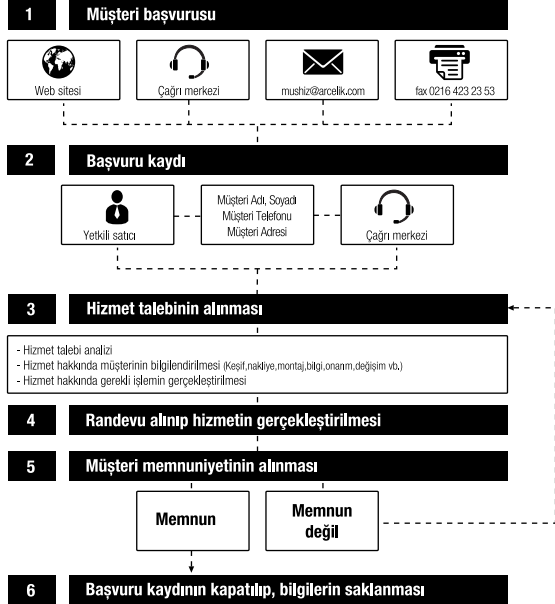 1 Müşteri başvurusu
Web sitesi
Çağrı merkezi
mushiz@arcelik.com
fax 0216 423 23 53
2 Başvuru kaydı
Yetkili satıcı
Müşteri Adı, Soyadı
Müşteri Telefonu
Müşteri Adresi
Çağrı merkezi
3 Hizmet talebinin alınması
- Hizmet talebi analizi
- Hizmet hakkında müşterinin bilgilendirilmesi (Keşif,nakliye,montaj,bilgi,onarım,değişim vb.)
- Hizmet hakkında gerekli işlemin gerçekleştirilmesi
4 Randevu alınıp hizmetin gerçekleştirilmesi
5 Müşteri memnuniyetinin alınması
Memnun
Memnun
değil
6 Başvuru kaydının kapatılıp, bilgilerin saklanması